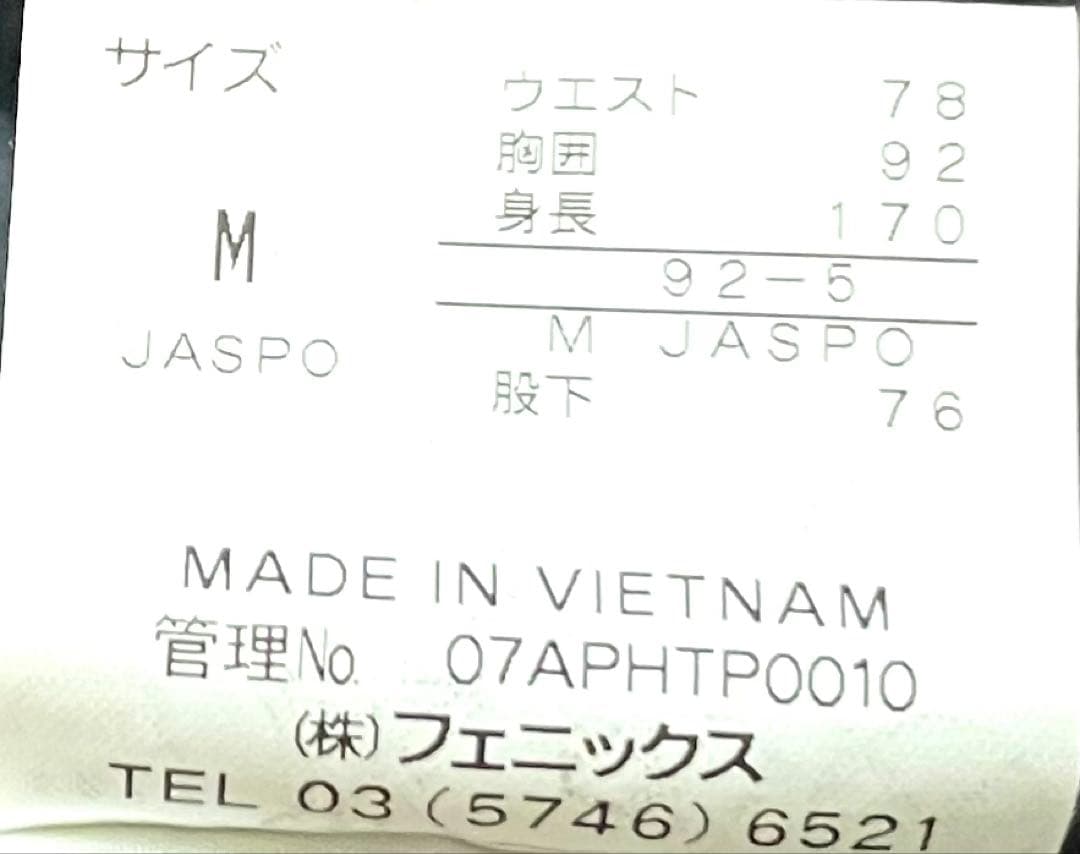 サイズ
M
JASPO
ウエスト 78
胸囲 92
身長 170
92-5
M JASPO
股下 76
MADE IN VIETNAM
管理No. 07APHTP0010
(株)フェニックス
TEL 03(5746)6521